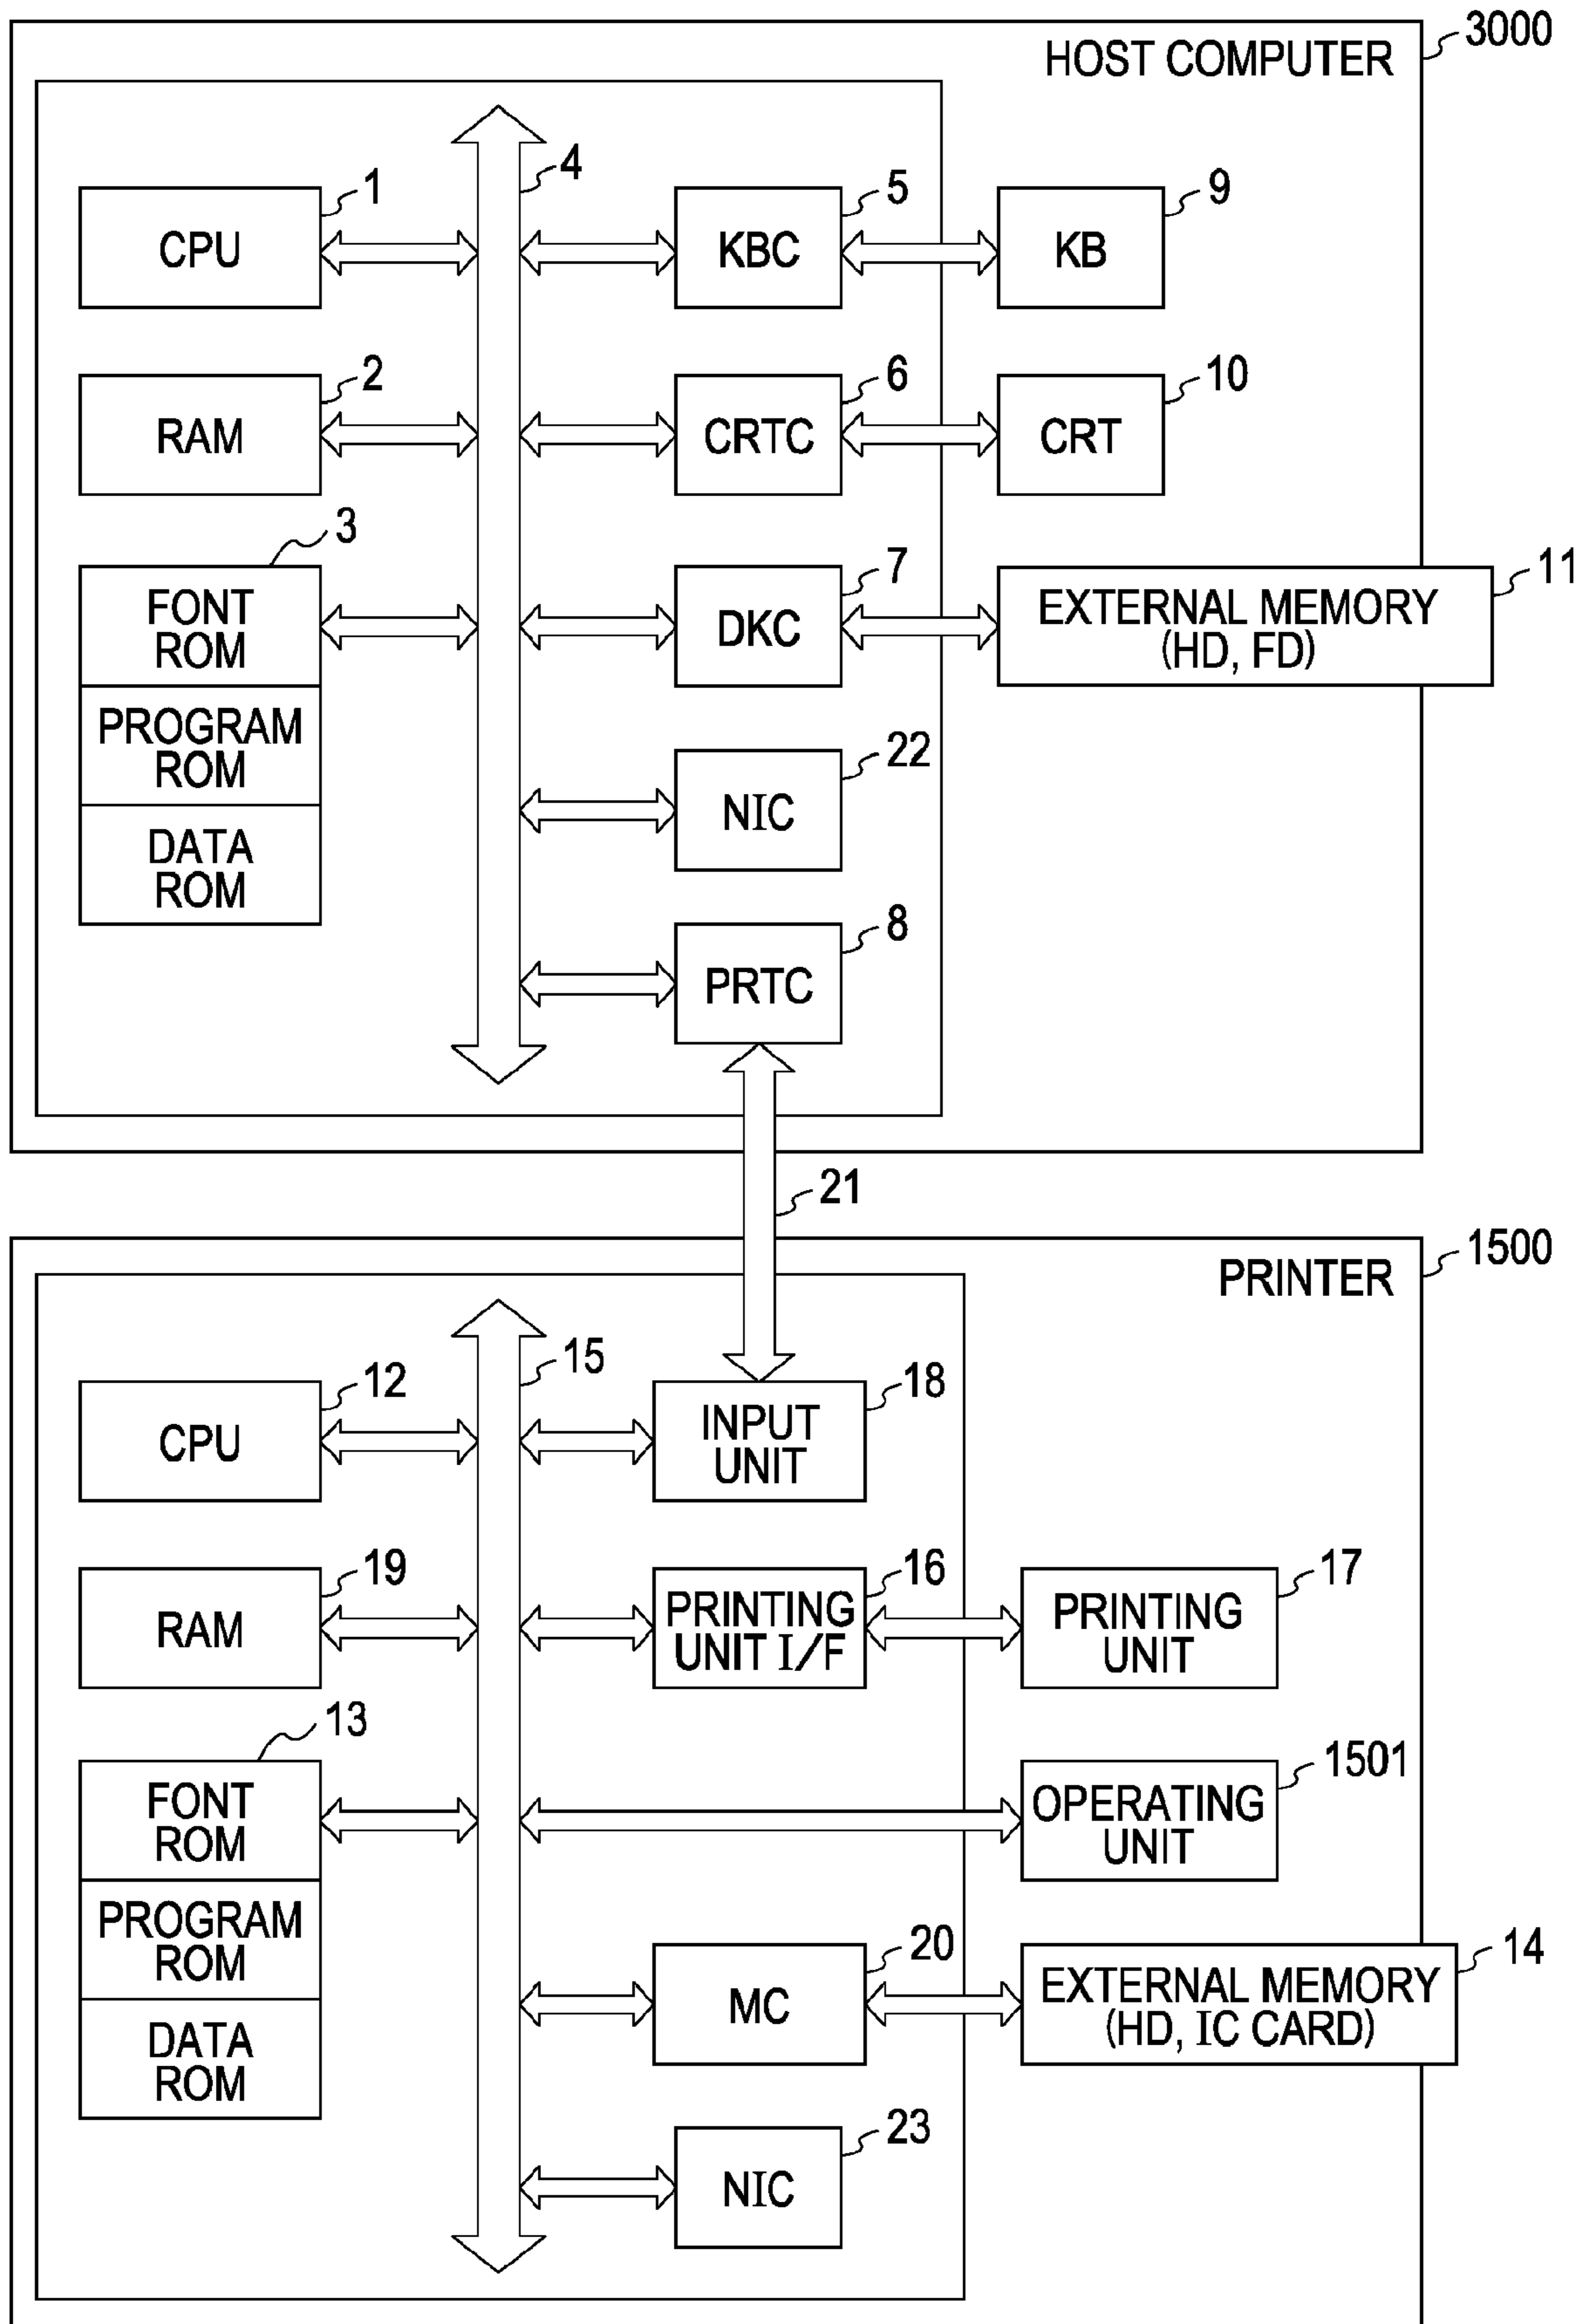 3000
HOST COMPUTER
4
1
CPU
5
KBC
9
KB
2
RAM
6
CRTC
10
CRT
3
FONT
ROM
PROGRAM
ROM
DATA
ROM
7
DKC
11
EXTERNAL MEMORY
(HD, FD)
22
NIC
8
PRTC
21
1500
PRINTER
15
12
CPU
18
INPUT
UNIT
19
RAM
16
PRINTING
UNIT I/F
17
PRINTING
UNIT
13
FONT
ROM
PROGRAM
ROM
DATA
ROM
1501
OPERATING
UNIT
20
MC
14
EXTERNAL MEMORY
(HD, IC CARD)
23
NIC